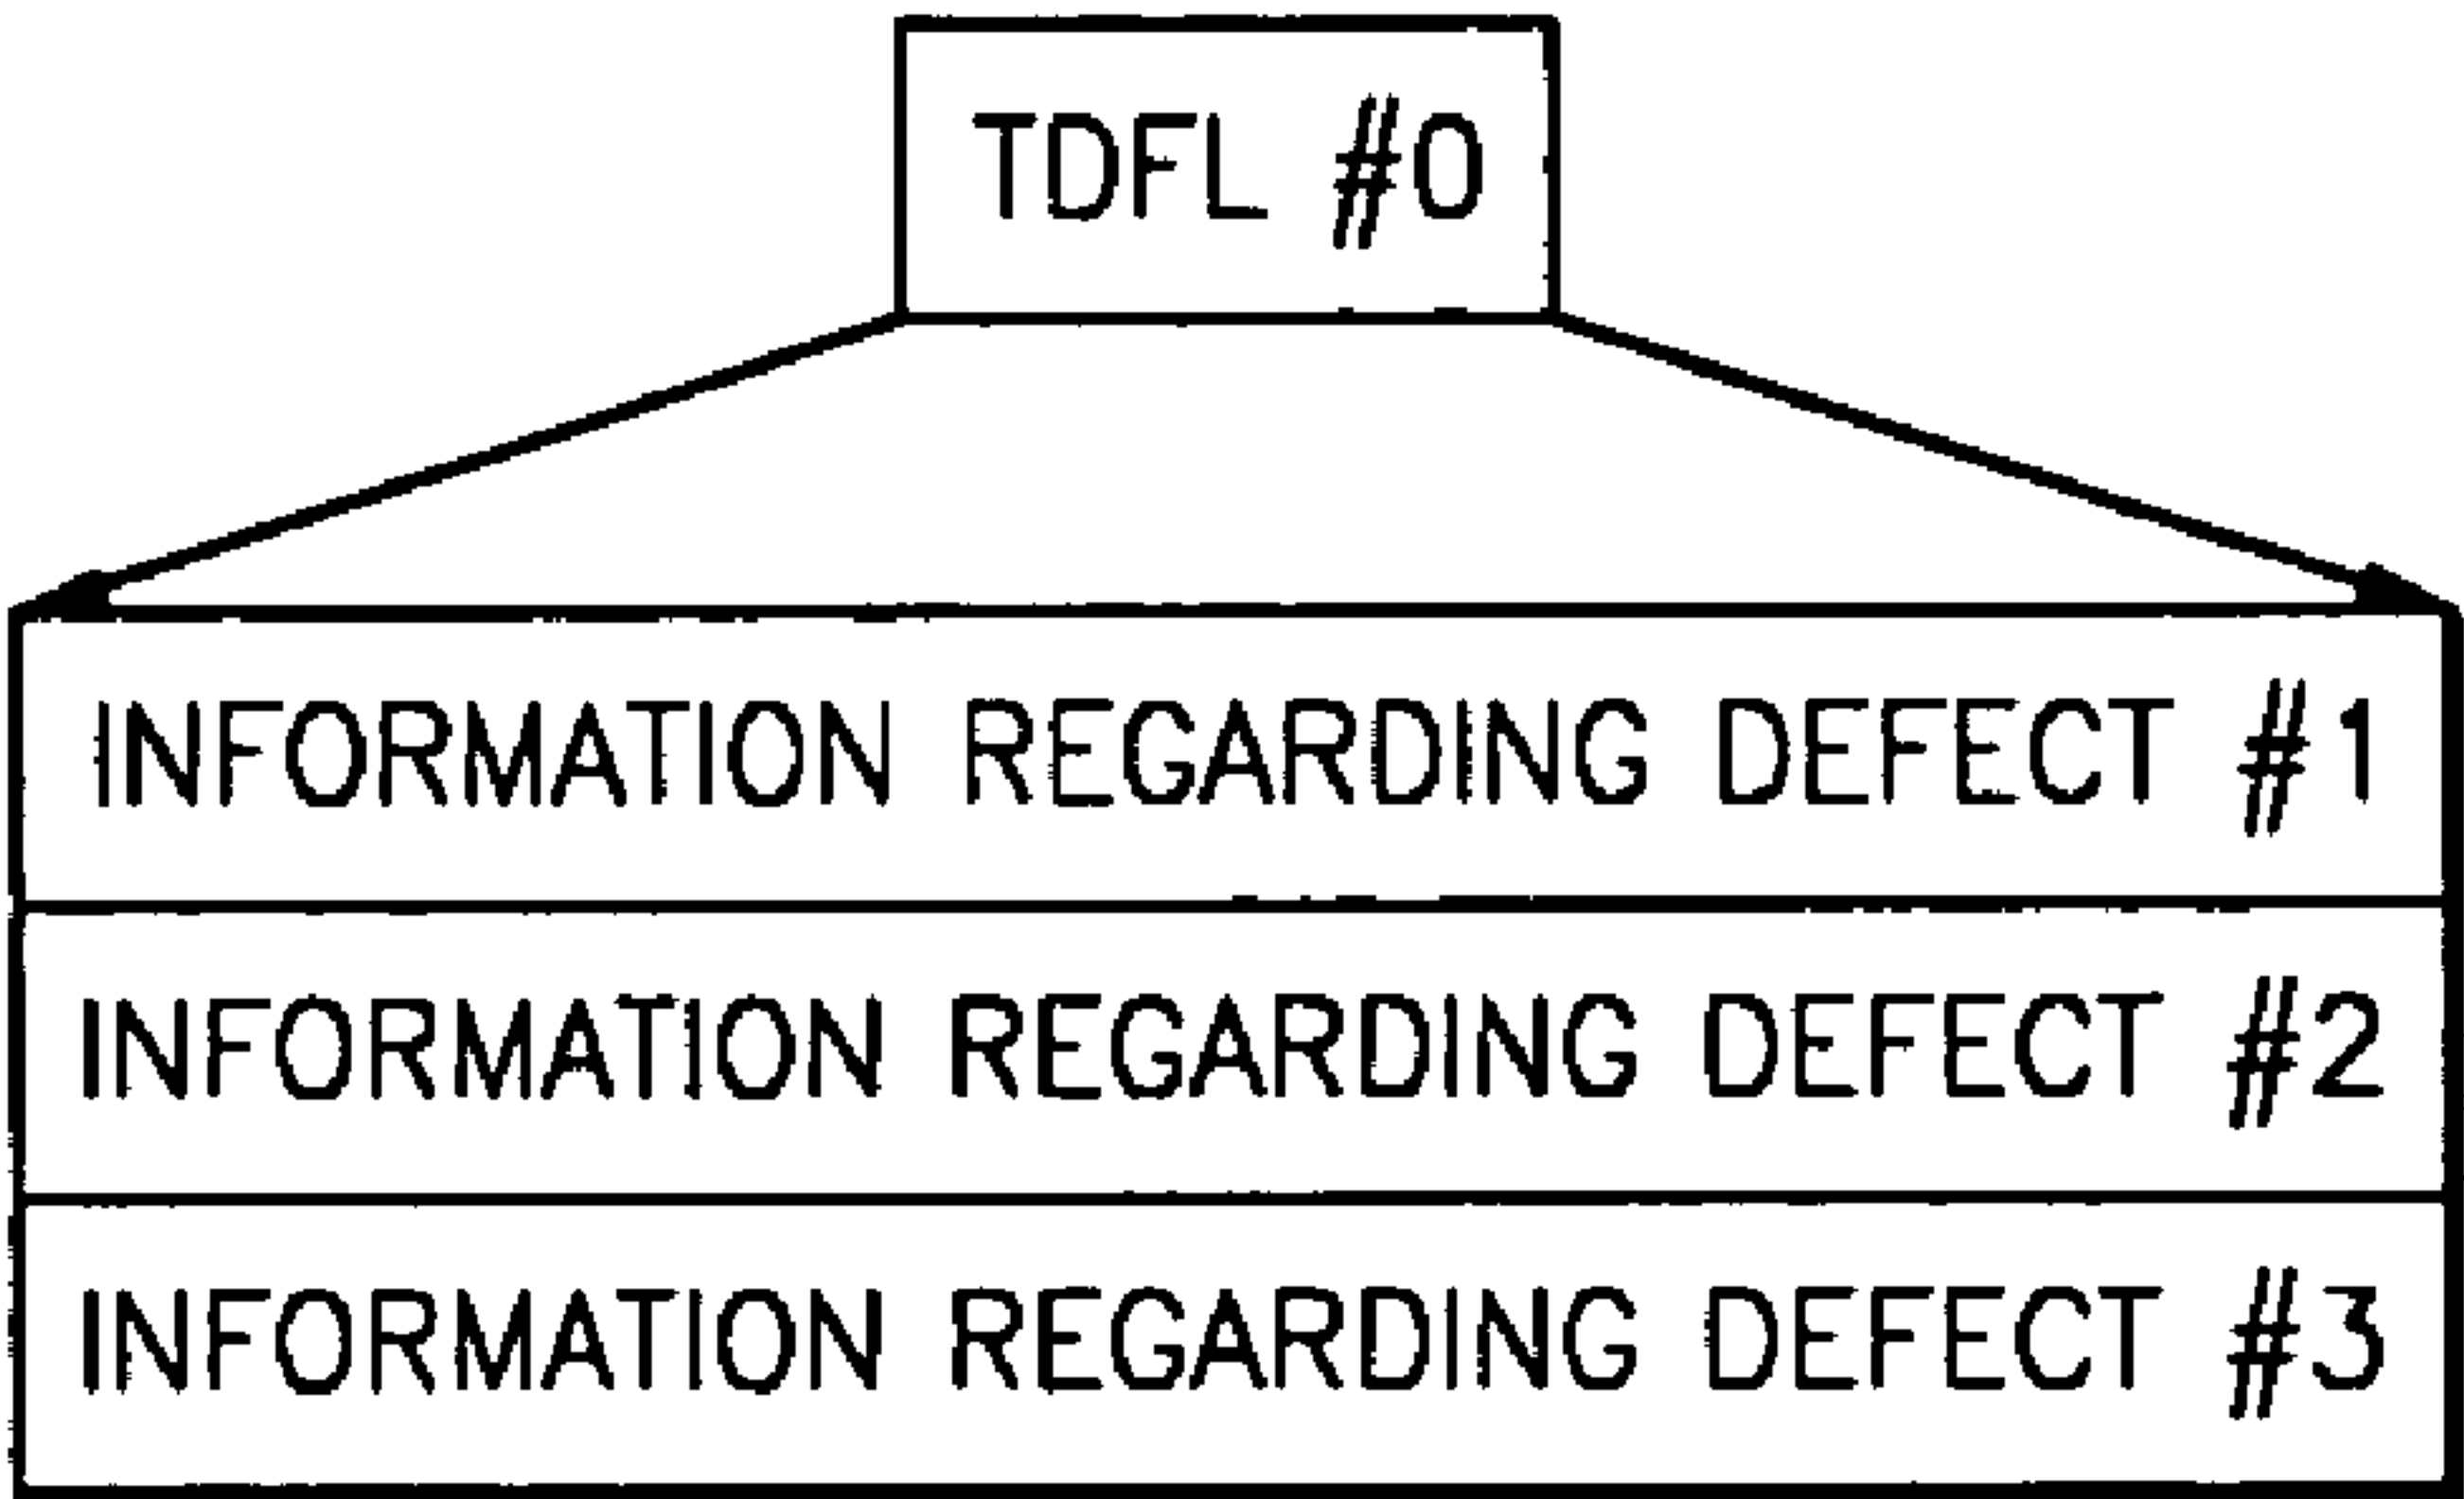 TDFL #0
INFORMATION REGARDING DEFECT #1
INFORMATION REGARDING DEFECT #2
INFORMATION REGARDING DEFECT #3